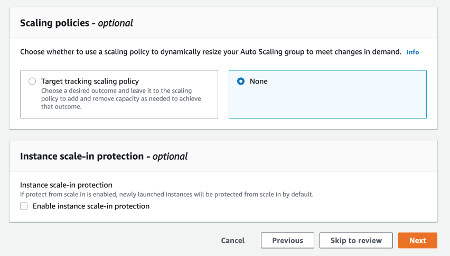 Scaling policies - optional
Choose whether to use a scaling policy to dynamically resize your Auto Scaling group to meet changes in demand. Info
Target tracking scaling policy
Choose a desired outcome and leave it to the scaling
policy to add and remove capacity as needed to achieve
that outcome.
None
Instance scale-in protection - optional
Instance scale-in protection
If protect from scale in is enabled, newly launched instances will be protected from scale in by default.
Enable instance scale-in protection
Cancel
Previous
Skip to review
Next